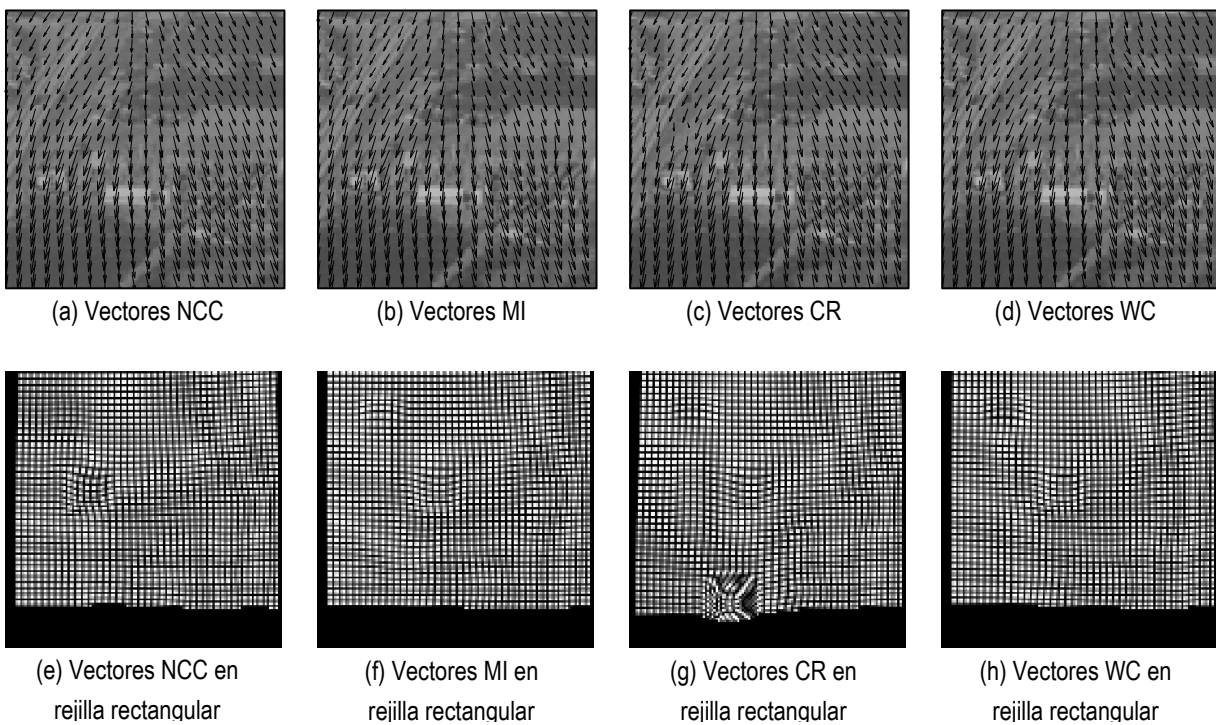 (a) Vectores NCC
(b) Vectores MI
(c) Vectores CR
(d) Vectores WC
(e) Vectores NCC en
rejilla rectangular
(f) Vectores MI en
rejilla rectangular
(g) Vectores CR en
rejilla rectangular
(h) Vectores WC en
rejilla rectangular